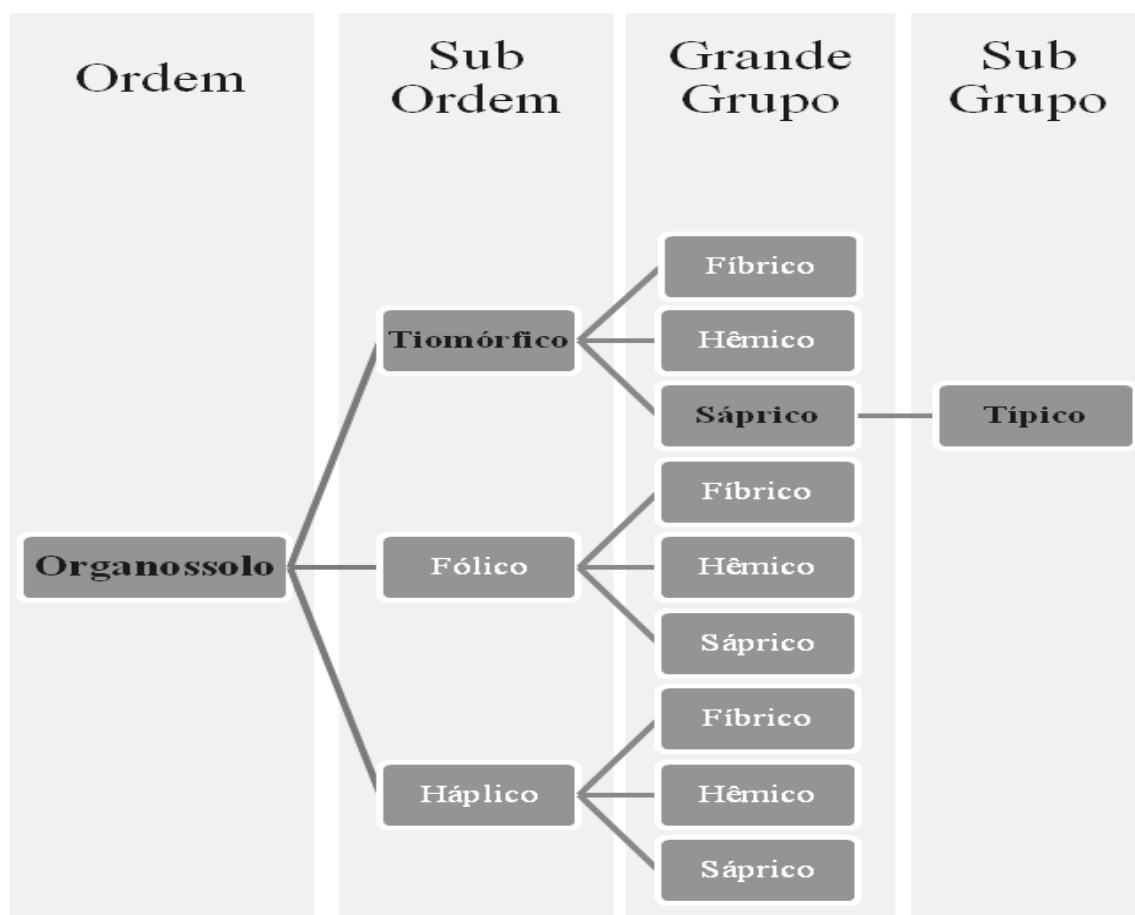 Ordem
Sub
Ordem
Grande
Grupo
Sub
Grupo
Fíbrico
Tiomórfico
Hêmico
Sáprico
Típico
Fíbrico
Organossolo
Fólico
Hêmico
Sáprico
Fíbrico
Háplico
Hêmico
Sáprico